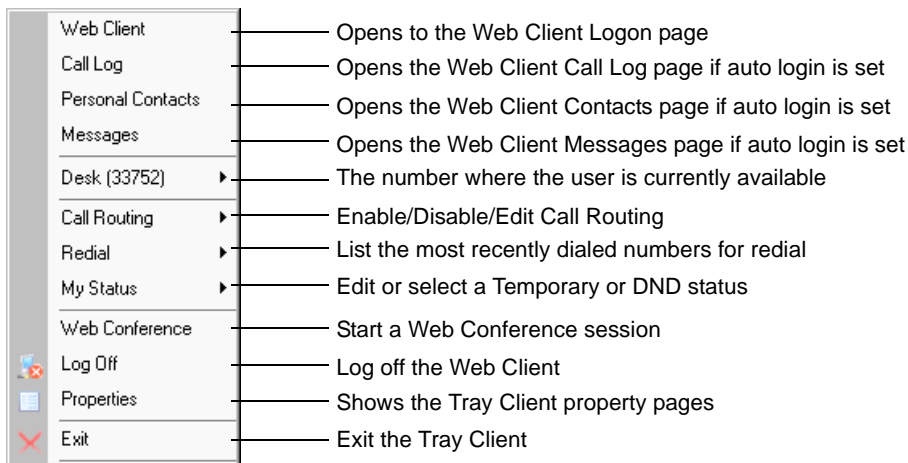 Web Client Opens to the Web Client Logon page
Call Log Opens the Web Client Call Log page if auto login is set
Personal Contacts Opens the Web Client Contacts page if auto login is set
Messages Opens the Web Client Messages page if auto login is set
Desk (33752) The number where the user is currently available
Call Routing Enable/Disable/Edit Call Routing
Redial List the most recently dialed numbers for redial
My Status Edit or select a Temporary or DND status
Web Conference Start a Web Conference session
Log Off Log off the Web Client
Properties Shows the Tray Client property pages
Exit Exit the Tray Client